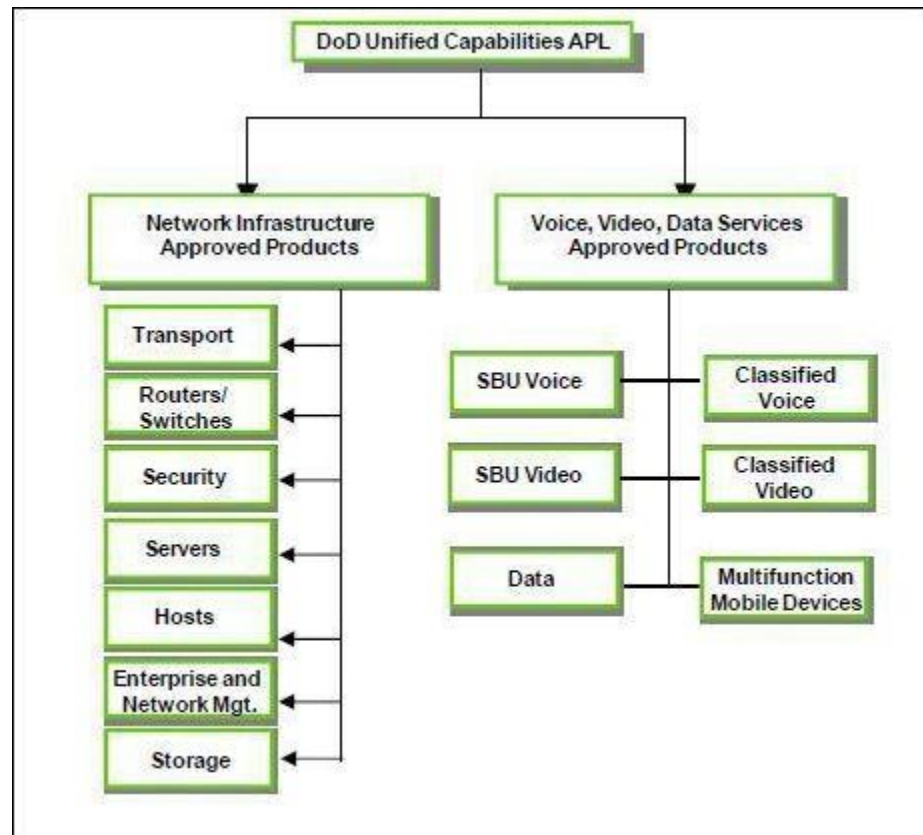 DoD Unified Capabilities APL
Network Infrastructure
Approved Products
Voice, Video, Data Services
Approved Products
Transport
Routers/
Switches
Security
Servers
Hosts
Enterprise and
Network Mgt.
Storage
SBU Voice
Classified
Voice
SBU Video
Classified
Video
Data
Multifunction
Mobile Devices